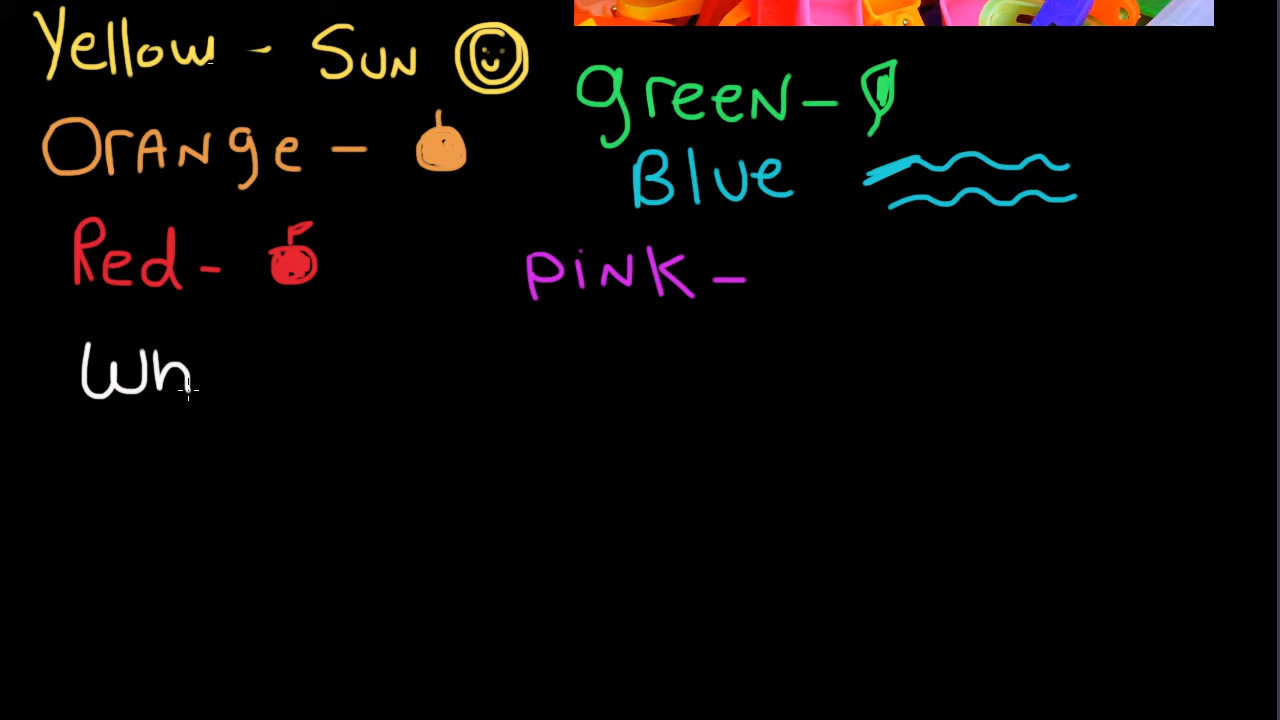 Yellow - Sun
Orange -
Red -
Wh
green -
Blue
Pink -